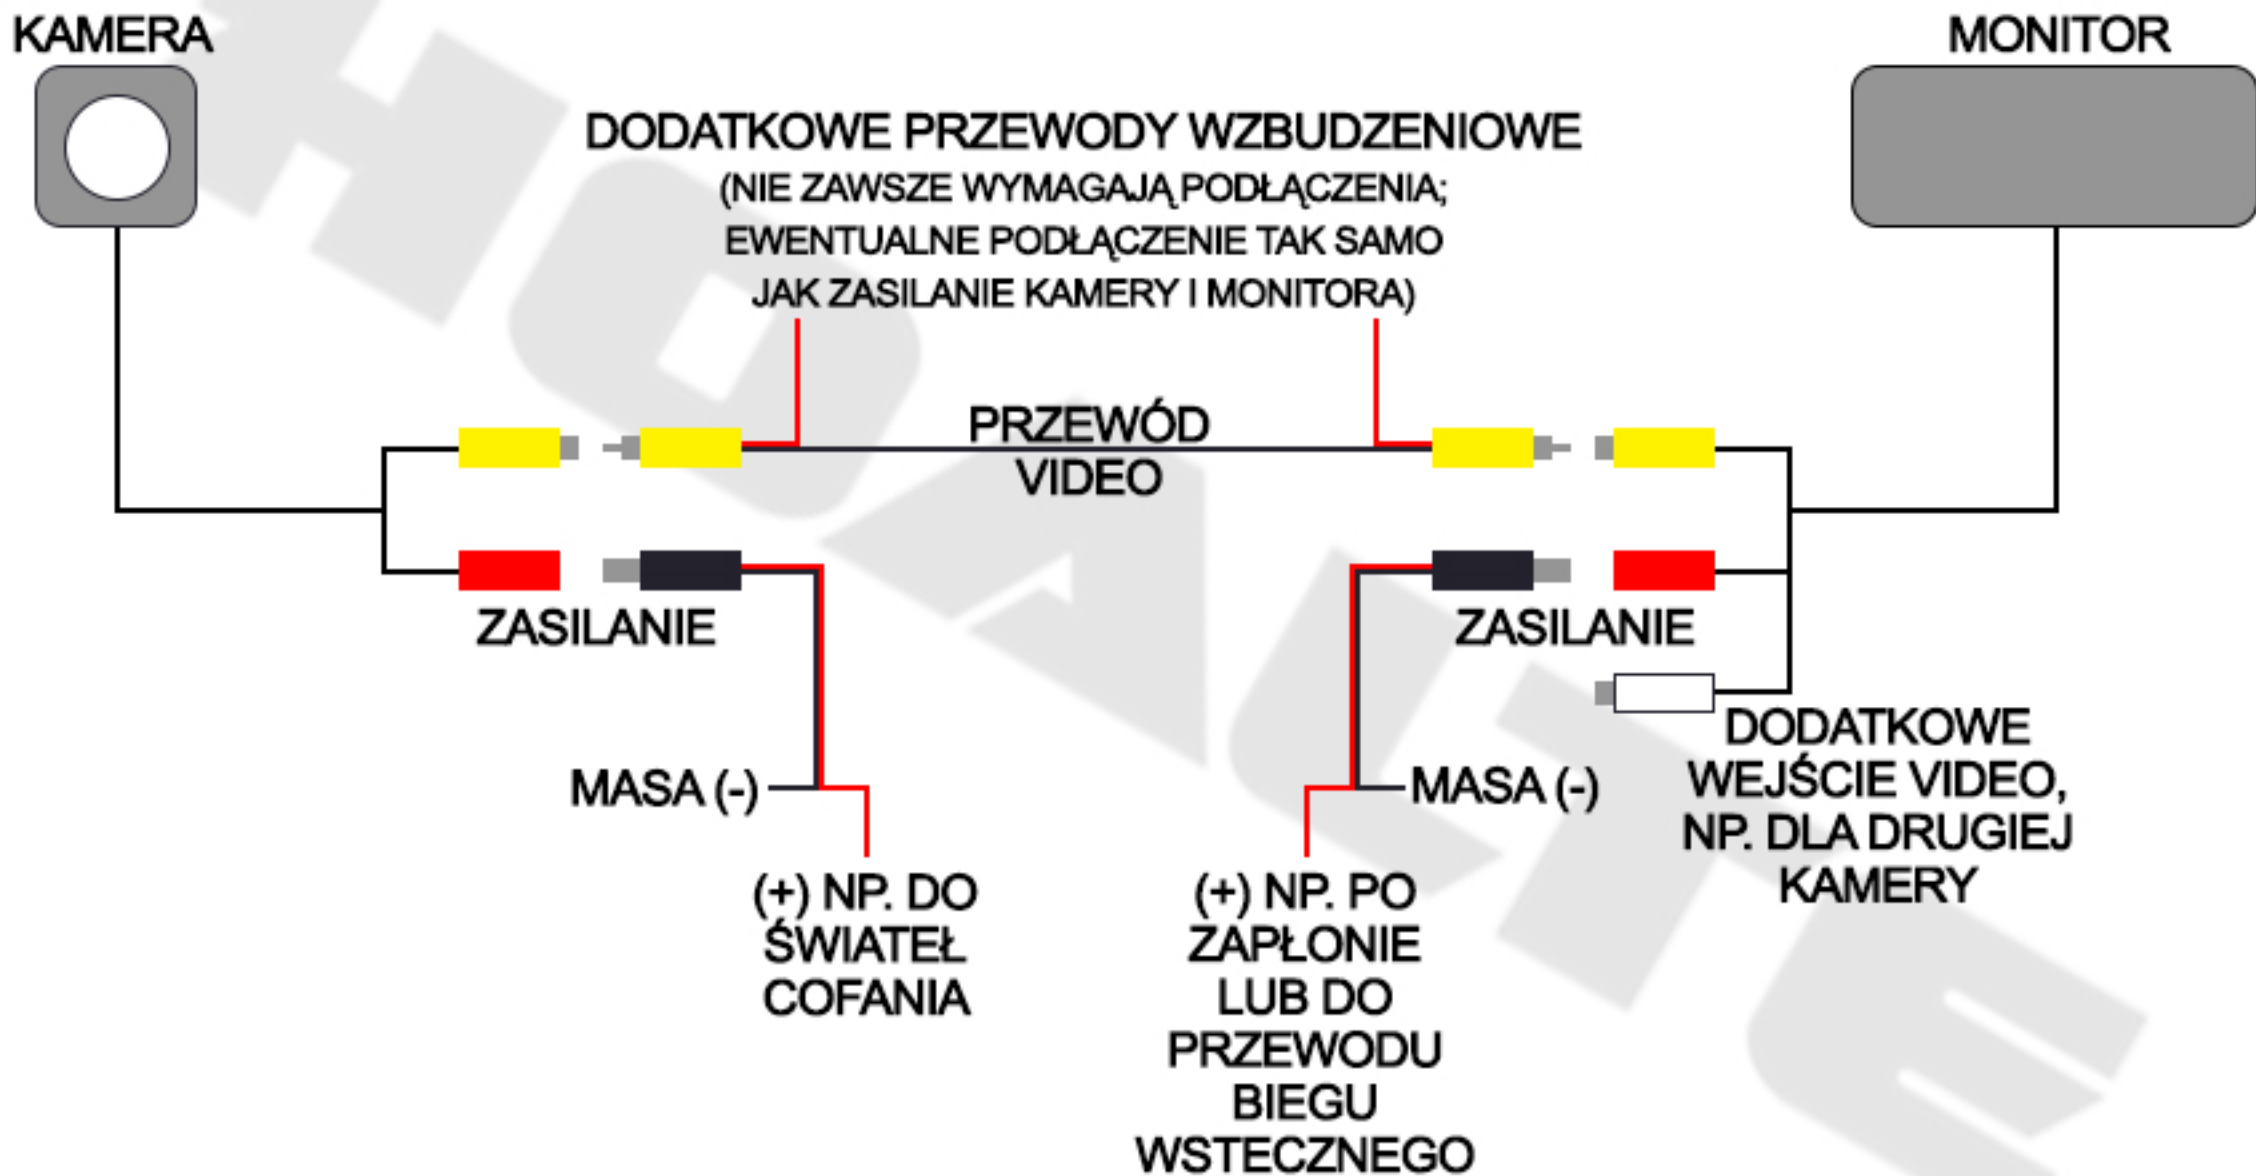 KAMERA
MONITOR
DODATKOWE PRZEWODY WZBUDZENIOWE
(NIE ZAWSZE WYMAGAJĄ PODŁĄCZENIA;
EWENTUALNE PODŁĄCZENIE TAK SAMO
JAK ZASILANIE KAMERY I MONITORA)
PRZEWÓD
VIDEO
ZASILANIE
ZASILANIE
MASA (-)
MASA (-)
DODATKOWE
WEJŚCIE VIDEO,
NP. DLA DRUGIEJ
KAMERY
(+) NP. DO
ŚWIATEŁ
COFANIA
(+) NP. PO
ZAPŁONIE
LUB DO
PRZEWODU
BIEGU
WSTECZNEGO